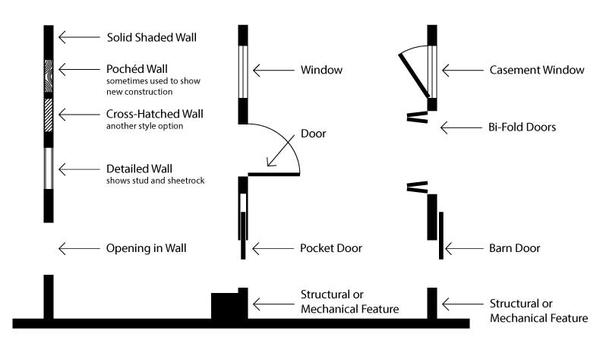 Solid Shaded Wall
Pochéd Wall
sometimes used to show
new construction
Cross-Hatched Wall
another style option
Detailed Wall
shows stud and sheetrock
Opening in Wall
Window
Door
Pocket Door
Structural or
Mechanical Feature
Casement Window
Bi-Fold Doors
Barn Door
Structural or
Mechanical Feature